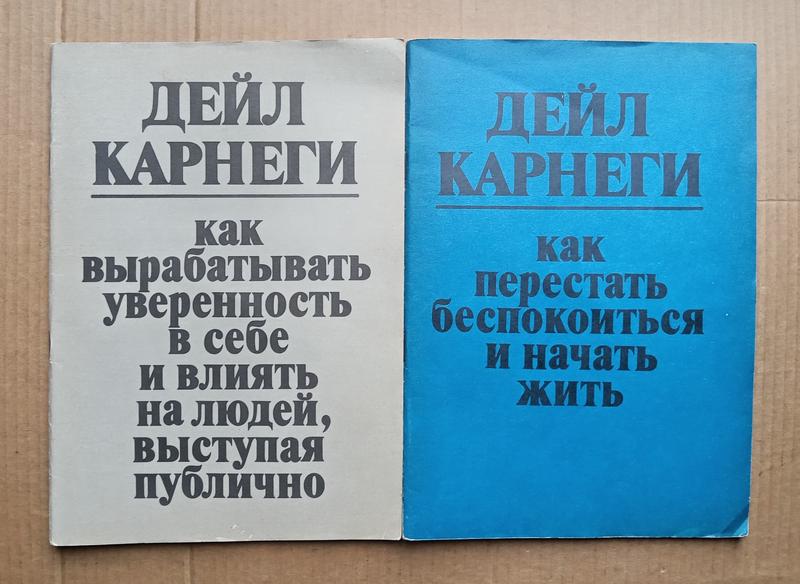 ДЕЙЛ
КАРНЕГИ
как
вырабатывать
уверенность
в себе
и влиять
на людей,
выступая
публично
ДЕЙЛ
КАРНЕГИ
как
перестать
беспокоиться
и начать
жить